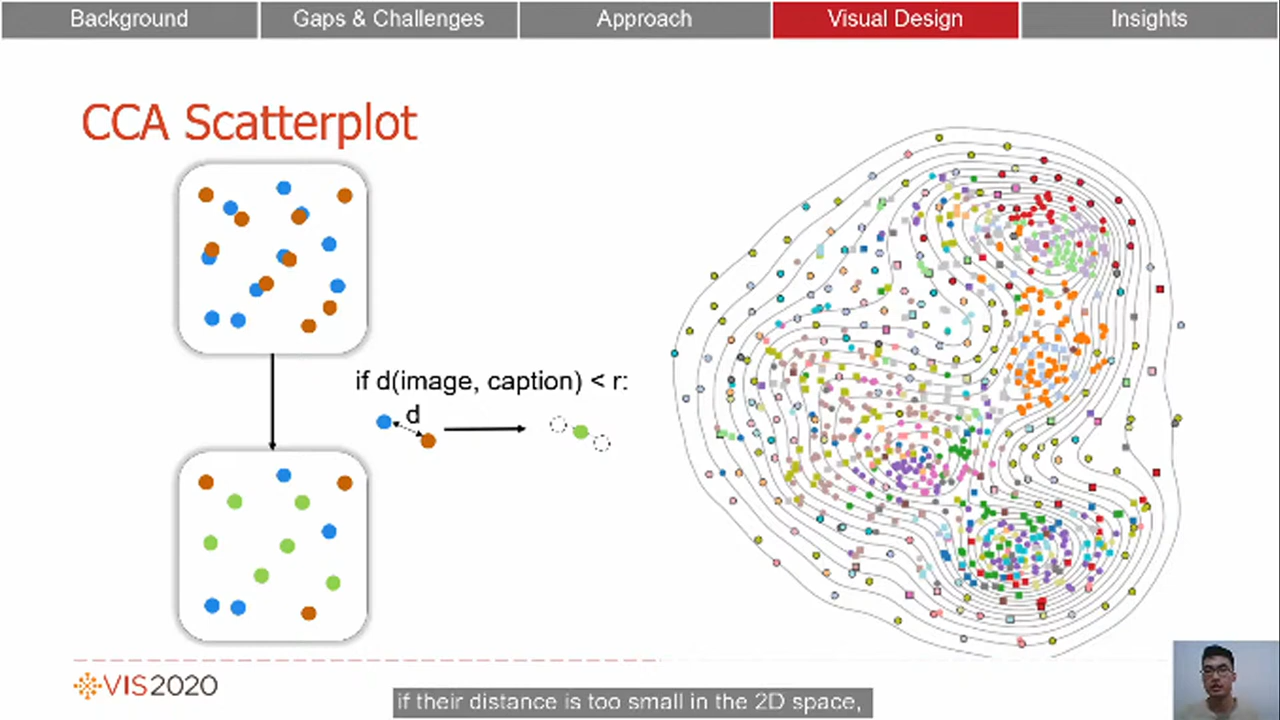 Background
Gaps & Challenges
Approach
Visual Design
Insights
CCA Scatterplot
if d(image, caption) < r:
d
VIS2020
if their distance is too small in the 2D space,